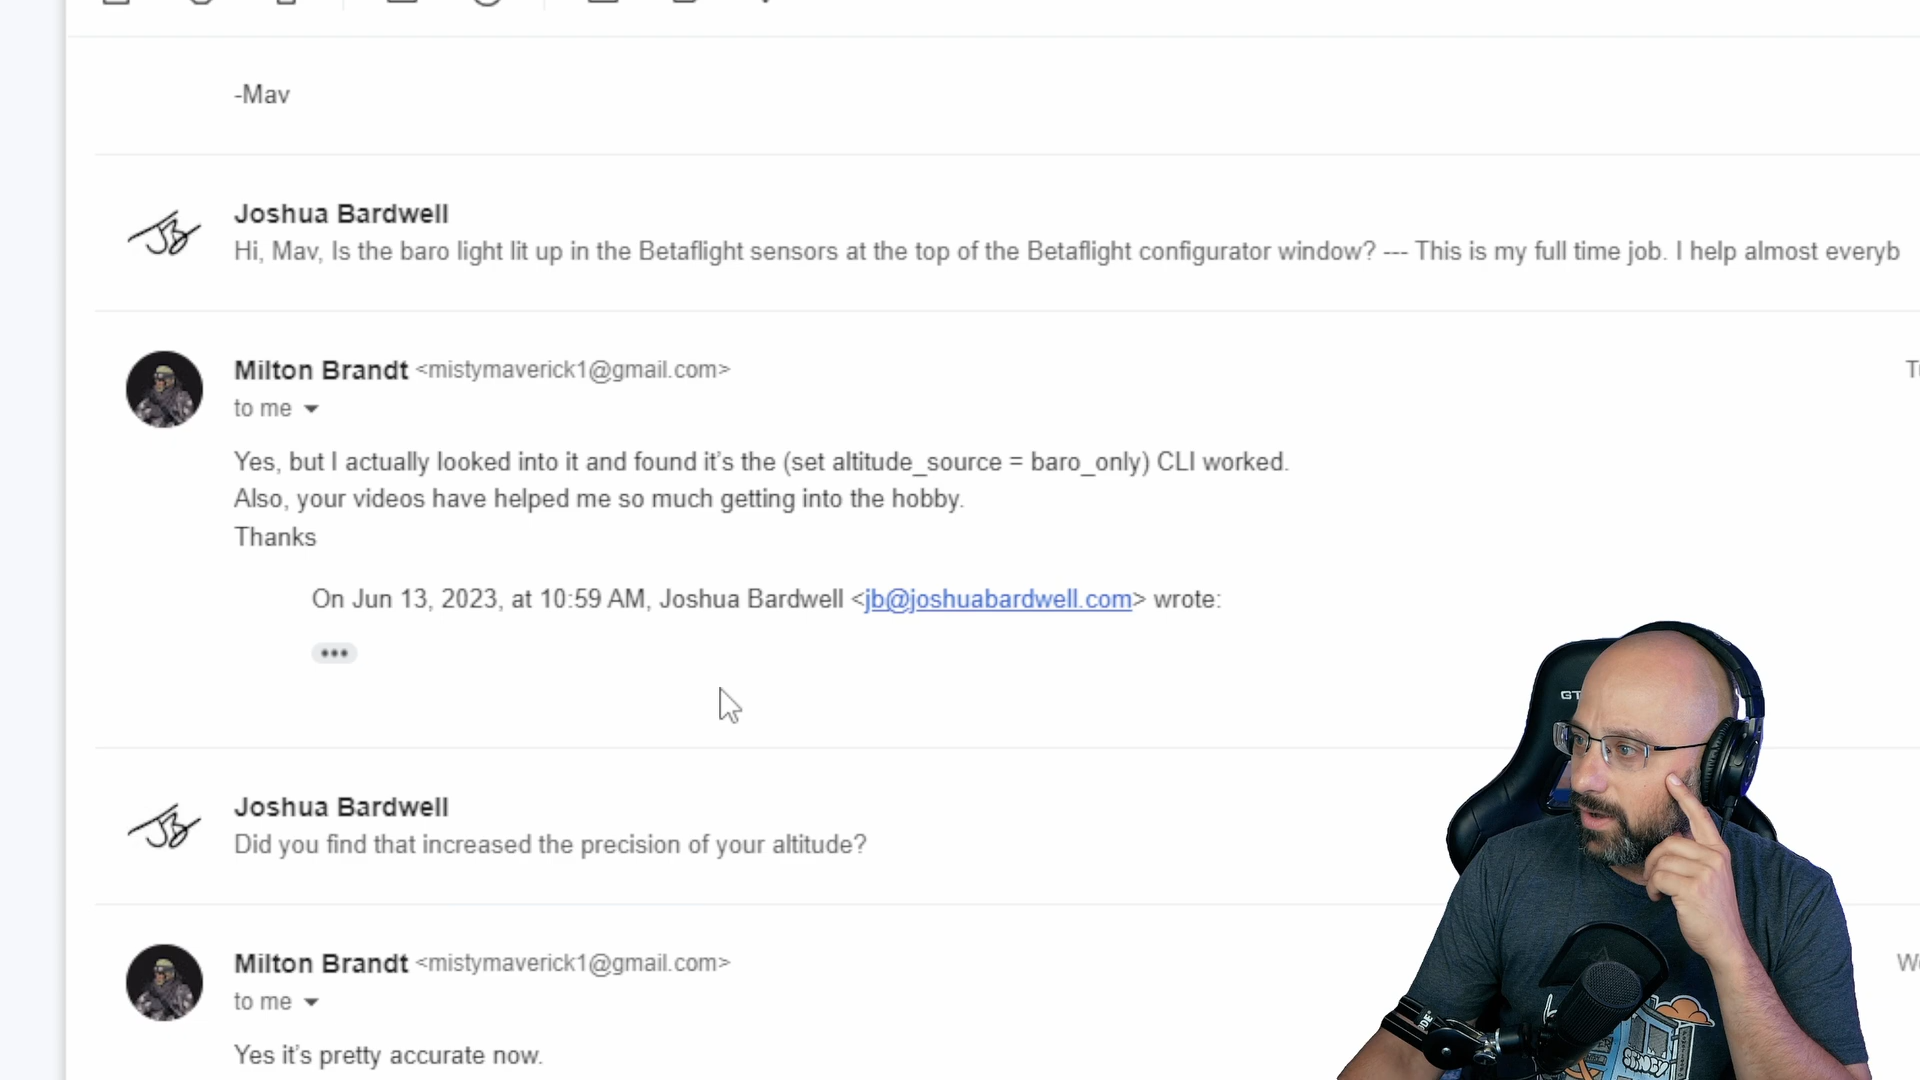 -Mav
Joshua Bardwell
Hi, Mav, Is the baro light lit up in the Betaflight sensors at the top of the Betaflight configurator window? --- This is my full time job. I help almost everyb
Milton Brandt <mistymaverick1@gmail.com>
to me
Yes, but I actually looked into it and found it’s the (set altitude_source = baro_only) CLI worked.
Also, your videos have helped me so much getting into the hobby.
Thanks
On Jun 13, 2023, at 10:59 AM, Joshua Bardwell <jb@joshuabardwell.com> wrote:
Joshua Bardwell
Did you find that increased the precision of your altitude?
Milton Brandt <mistymaverick1@gmail.com>
to me
Yes it’s pretty accurate now.